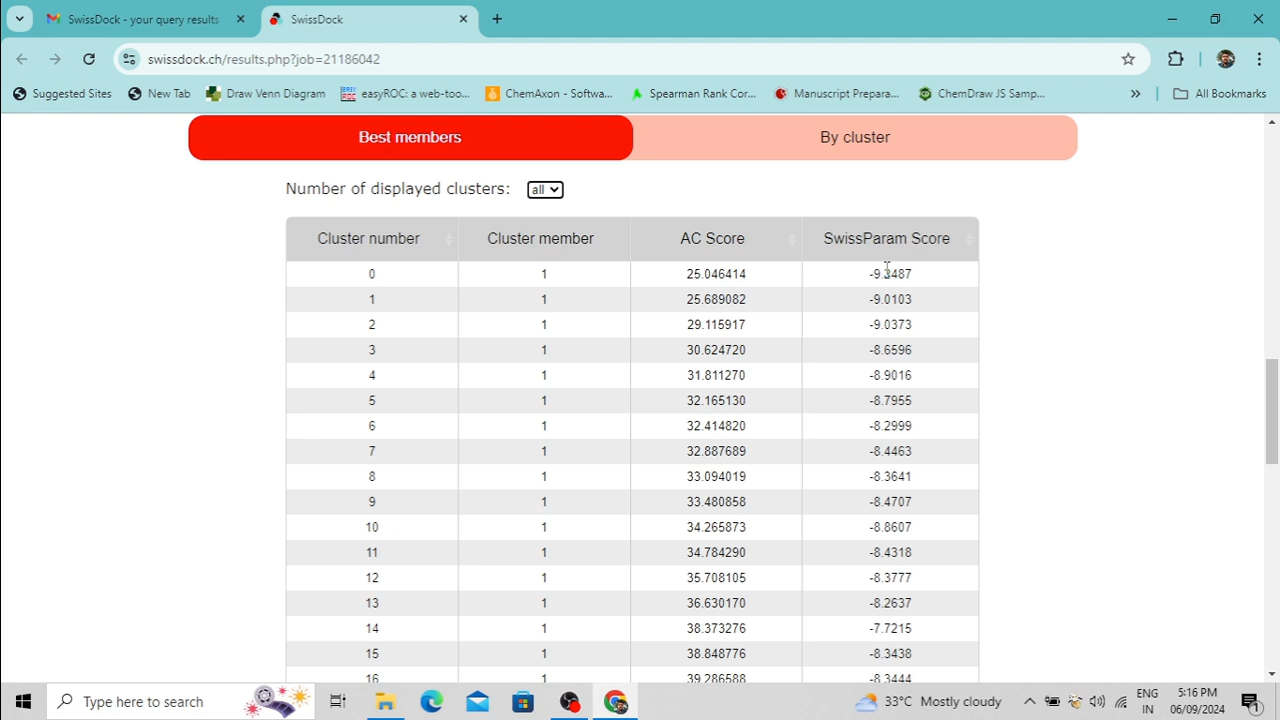 SwissDock - your query results
SwissDock
swissdock.ch/results.php?job=21186042
Suggested Sites
New Tab
Draw Venn Diagram
easyROC: a web-too...
ChemAxon - Softwa...
Spearman Rank Cor...
Manuscript Prepara...
ChemDraw JS Samp...
»
All Bookmarks
Best members
By cluster
Number of displayed clusters: all
Cluster number Cluster member AC Score SwissParam Score
0 1 25.046414 -9.3487
1 1 25.689082 -9.0103
2 1 29.115917 -9.0373
3 1 30.624720 -8.6596
4 1 31.811270 -8.9016
5 1 32.165130 -8.7955
6 1 32.414820 -8.2999
7 1 32.887689 -8.4463
8 1 33.094019 -8.3641
9 1 33.480858 -8.4707
10 1 34.265873 -8.8607
11 1 34.784290 -8.4318
12 1 35.708105 -8.3777
13 1 36.630170 -8.2637
14 1 38.373276 -7.7215
15 1 38.848776 -8.3438
16 1 39.286588 -8.3444
Type here to search
33°C Mostly cloudy
ENG
IN
5:16 PM
06/09/2024